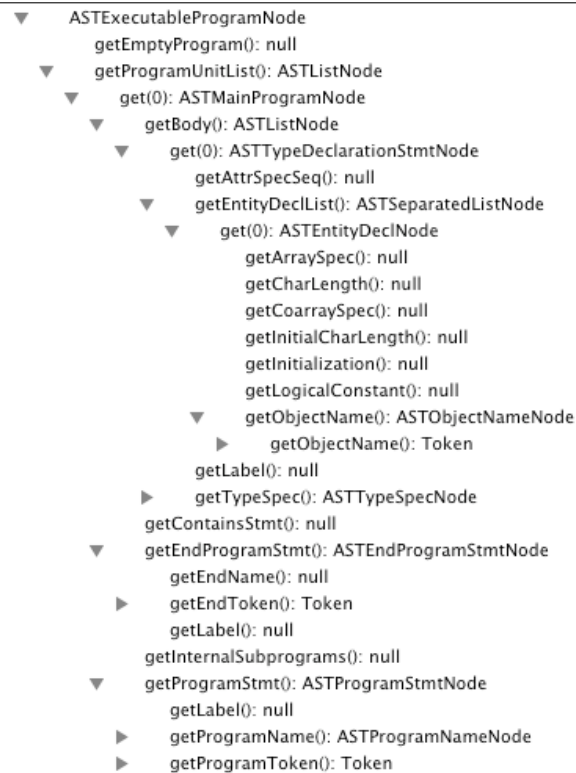 ASTExecutableProgramNode
getEmptyProgram(): null
getProgramUnitList(): ASTListNode
get(0): ASTMainProgramNode
getBody(): ASTListNode
get(0): ASTTypeDeclarationStmtNode
getAttrSpecSeq(): null
getEntityDeclList(): ASTSeparatedListNode
get(0): ASTEntityDeclNode
getArraySpec(): null
getCharLength(): null
getCoarraySpec(): null
getInitialCharLength(): null
getInitialization(): null
getLogicalConstant(): null
getObjectName(): ASTObjectNameNode
getObjectName(): Token
getLabel(): null
getTypeSpec(): ASTTypeSpecNode
getContainsStmt(): null
getEndProgramStmt(): ASTEndProgramStmtNode
getEndName(): null
getEndToken(): Token
getLabel(): null
getInternalSubprograms(): null
getProgramStmt(): ASTProgramStmtNode
getLabel(): null
getProgramName(): ASTProgramNameNode
getProgramToken(): Token